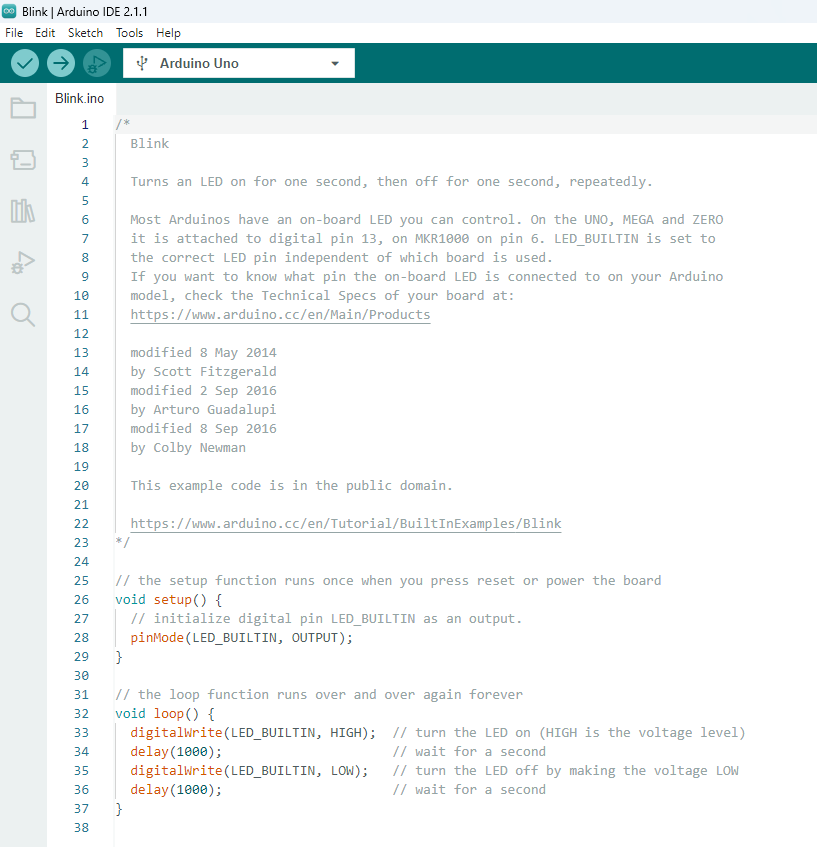 Blink | Arduino IDE 2.1.1
File Edit Sketch Tools Help
Arduino Uno
Blink.ino
1 /*
2   Blink
3
4   Turns an LED on for one second, then off for one second, repeatedly.
5
6   Most Arduinos have an on-board LED you can control. On the UNO, MEGA and ZERO
7   it is attached to digital pin 13, on MKR1000 on pin 6. LED_BUILTIN is set to
8   the correct LED pin independent of which board is used.
9   If you want to know what pin the on-board LED is connected to on your Arduino
10   model, check the Technical Specs of your board at:
11   https://www.arduino.cc/en/Main/Products
12
13   modified 8 May 2014
14   by Scott Fitzgerald
15   modified 2 Sep 2016
16   by Arturo Guadalupi
17   modified 8 Sep 2016
18   by Colby Newman
19
20   This example code is in the public domain.
21
22   https://www.arduino.cc/en/Tutorial/BuiltInExamples/Blink
23 */
24
25 // the setup function runs once when you press reset or power the board
26 void setup() {
27   // initialize digital pin LED_BUILTIN as an output.
28   pinMode(LED_BUILTIN, OUTPUT);
29 }
30
31 // the loop function runs over and over again forever
32 void loop() {
33   digitalWrite(LED_BUILTIN, HIGH);  // turn the LED on (HIGH is the voltage level)
34   delay(1000);                      // wait for a second
35   digitalWrite(LED_BUILTIN, LOW);   // turn the LED off by making the voltage LOW
36   delay(1000);                      // wait for a second
37 }
38